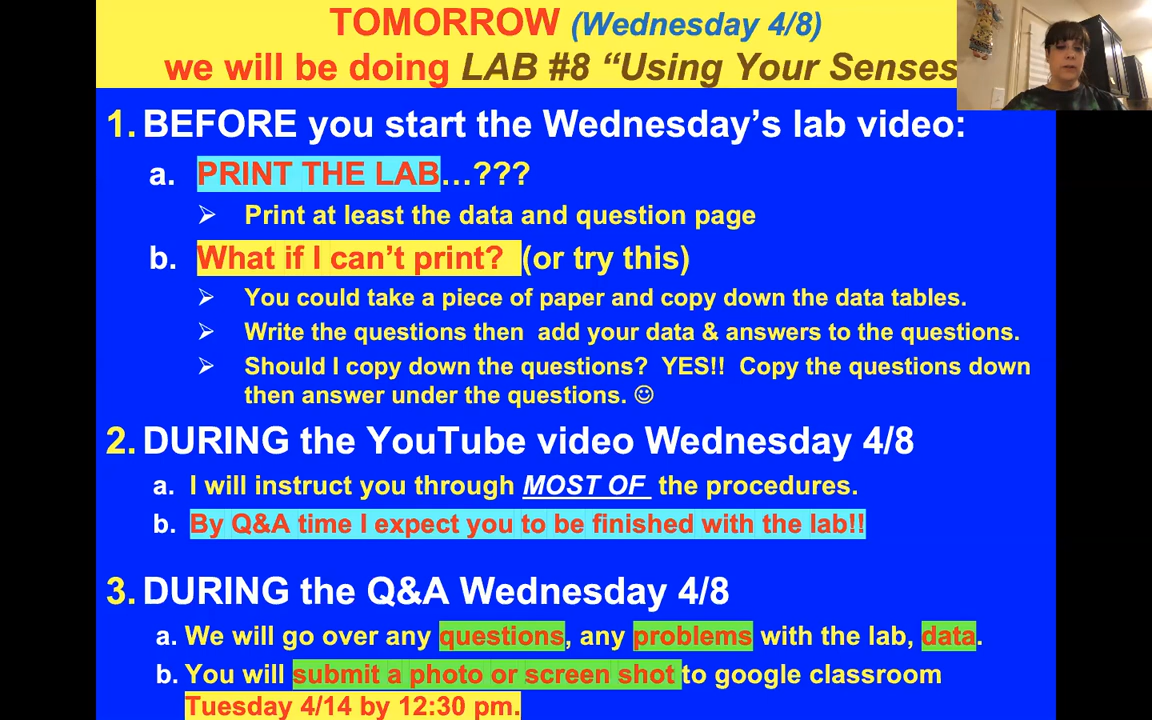 TOMORROW (Wednesday 4/8)
we will be doing LAB #8 “Using Your Senses
1. BEFORE you start the Wednesday’s lab video:
a. PRINT THE LAB…???
➢ Print at least the data and question page
b. What if I can’t print? (or try this)
➢ You could take a piece of paper and copy down the data tables.
➢ Write the questions then add your data & answers to the questions.
➢ Should I copy down the questions? YES!! Copy the questions down
then answer under the questions. ☺
2. DURING the YouTube video Wednesday 4/8
a. I will instruct you through MOST OF the procedures.
b. By Q&A time I expect you to be finished with the lab!!
3. DURING the Q&A Wednesday 4/8
a. We will go over any questions, any problems with the lab, data.
b. You will submit a photo or screen shot to google classroom
Tuesday 4/14 by 12:30 pm.